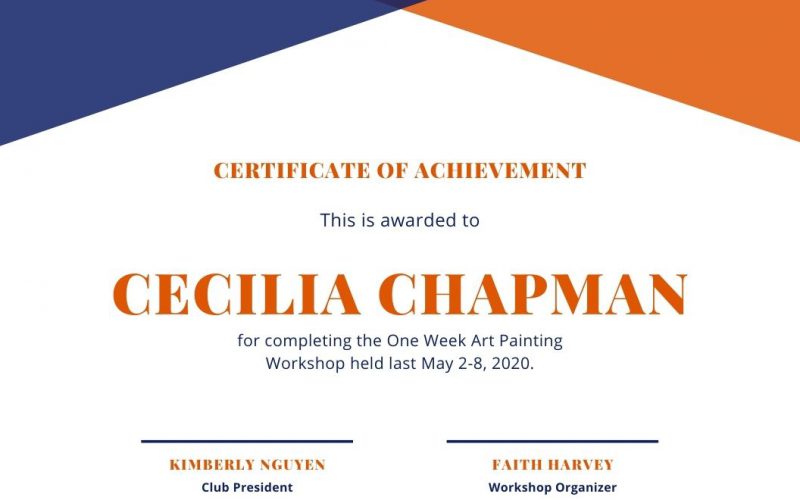 CERTIFICATE OF ACHIEVEMENT
This is awarded to
CECILIA CHAPMAN
for completing the One Week Art Painting
Workshop held last May 2-8, 2020.
KIMBERLY NGUYEN
Club President
FAITH HARVEY
Workshop Organizer